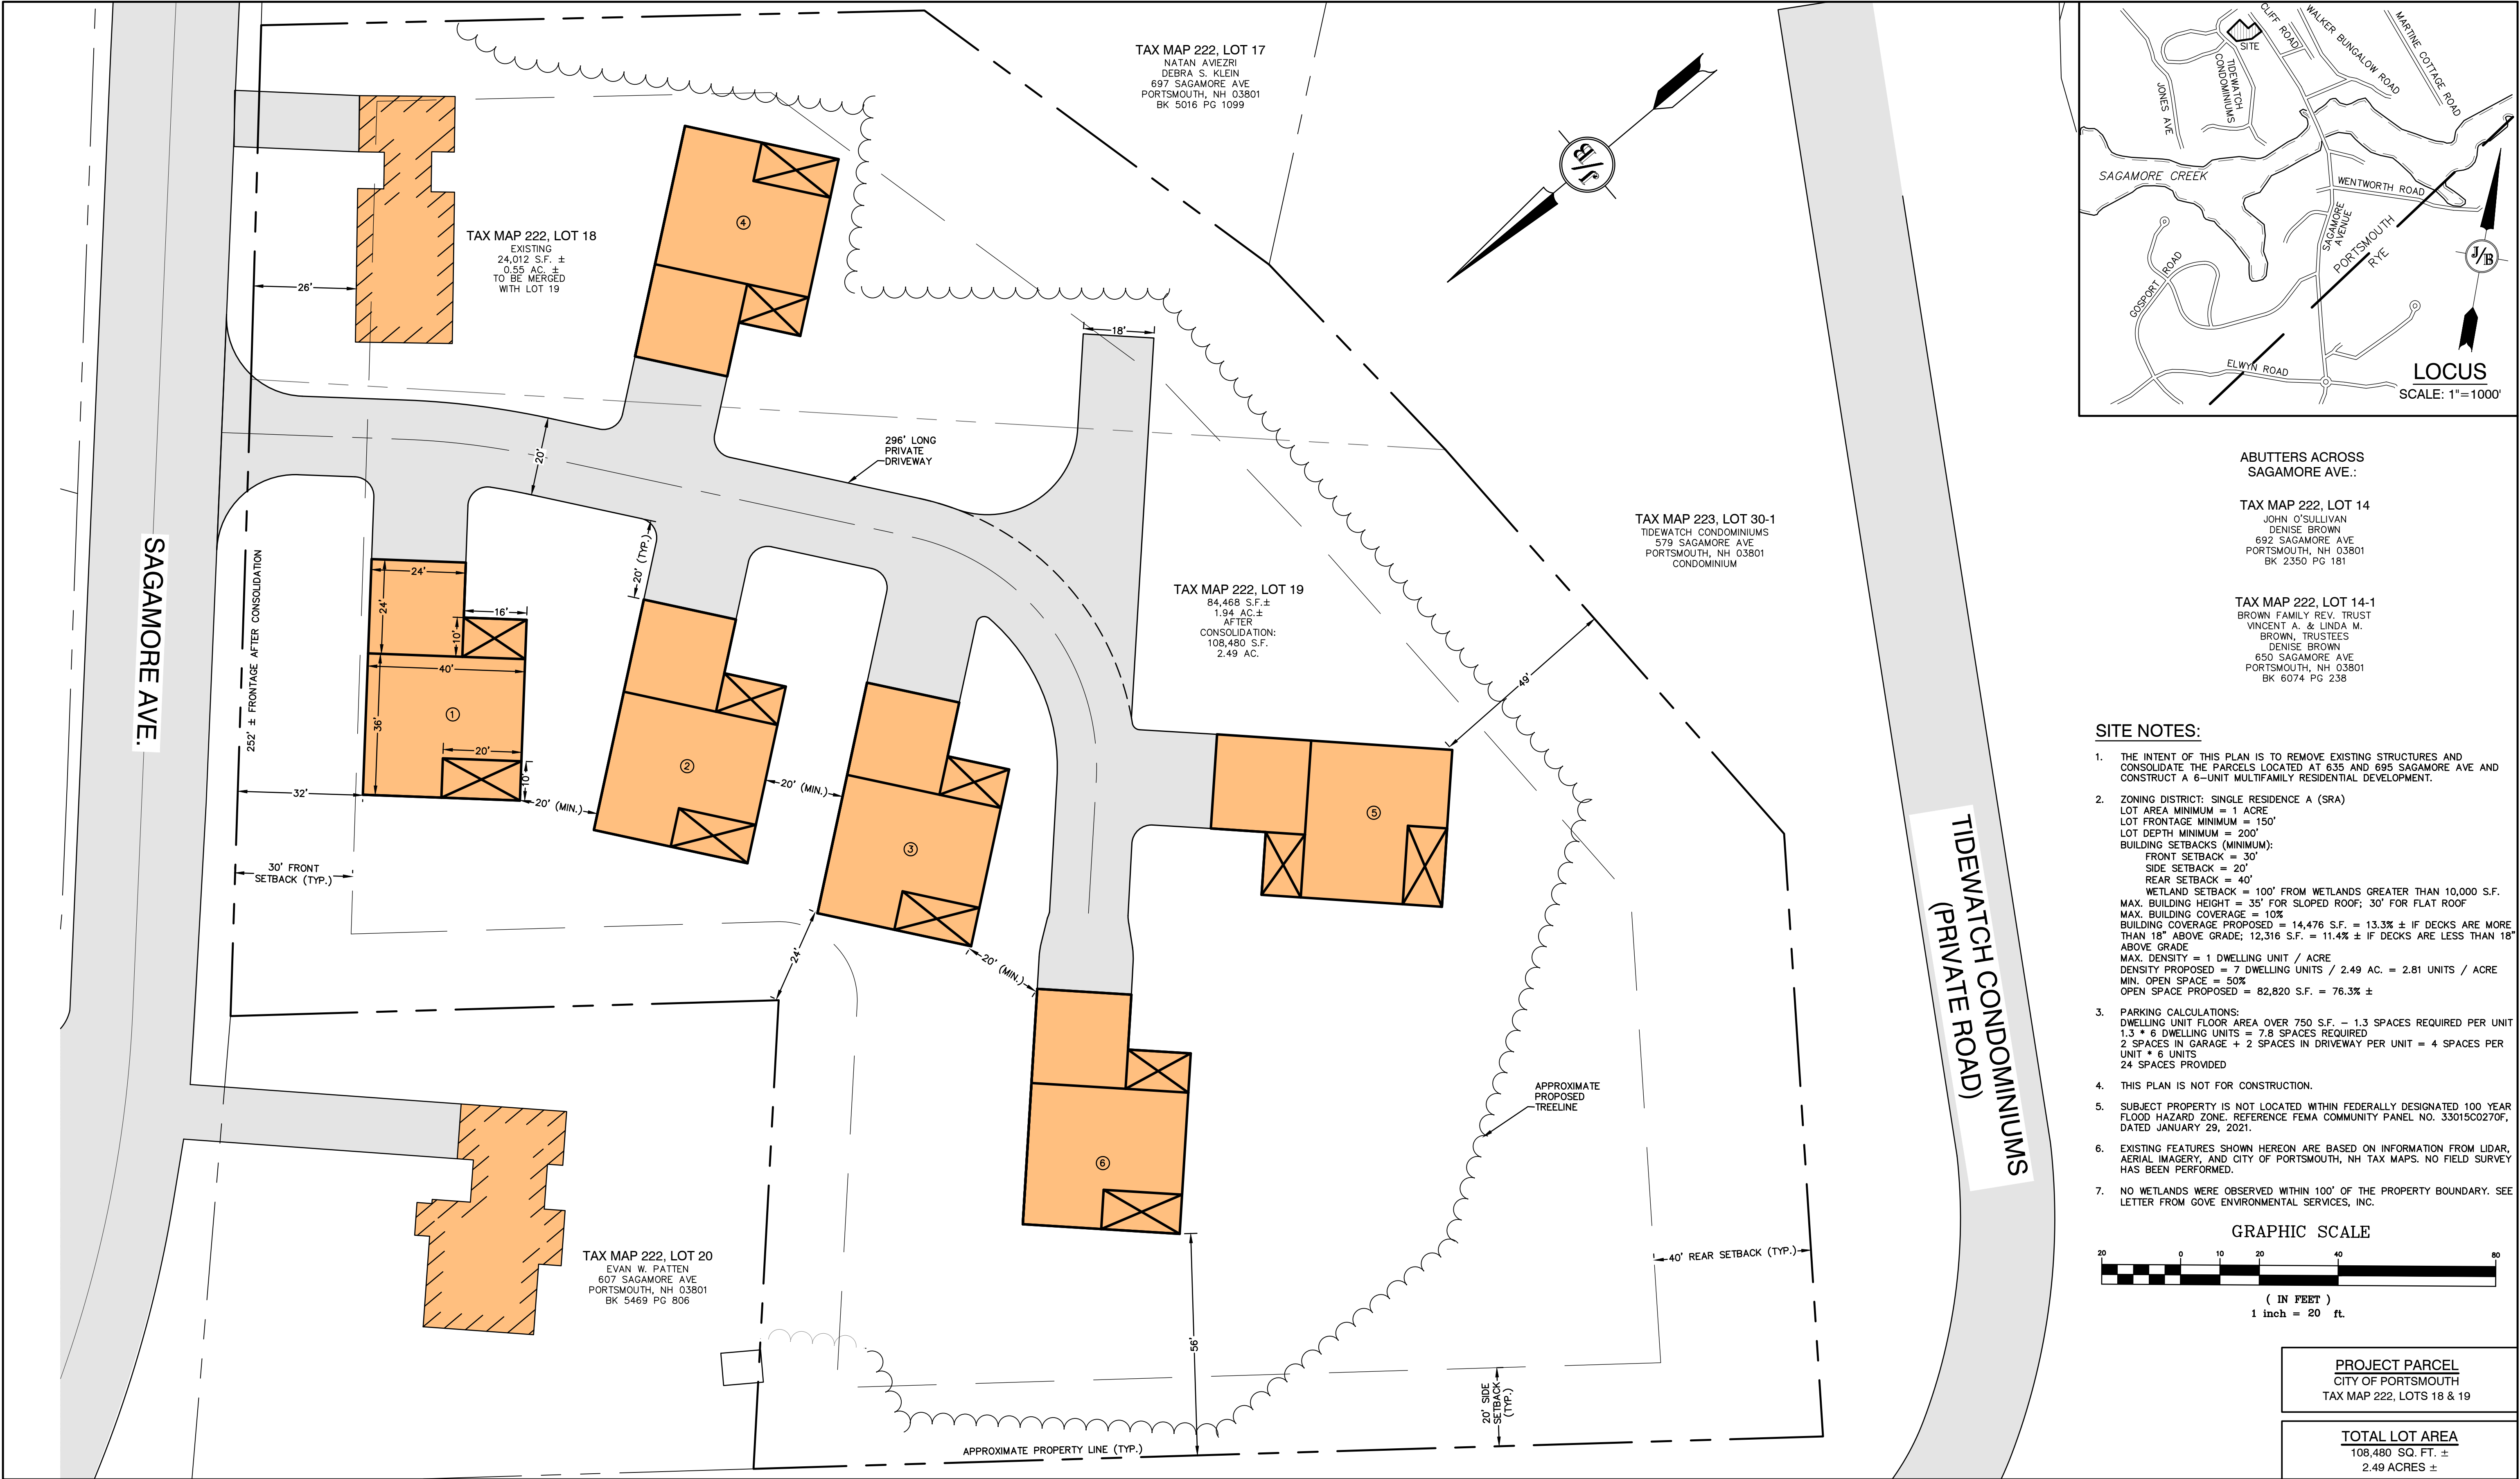 TAX MAP 222, LOT 17
NATAN AVIEZRI
DEBRA S. KLEIN
697 SAGAMORE AVE
PORTSMOUTH, NH 03801
BK 5016 PG 1099
TAX MAP 222, LOT 18
EXISTING
24,012 S.F. ±
0.55 AC. ±
TO BE MERGED
WITH LOT 19
26'
4
18'
20'
296' LONG
PRIVATE
DRIVEWAY
J/B
SAGAMORE AVE.
252' ± FRONTAGE AFTER CONSOLIDATION
24'
24'
16'
10'
40'
36'
1
20'
10'
32'
20' (MIN.)
30' FRONT
SETBACK (TYP.)
20' (TYP.)
2
20' (MIN.)
3
24'
20' (MIN.)
TAX MAP 222, LOT 19
84,468 S.F.±
1.94 AC.±
AFTER
CONSOLIDATION:
108,480 S.F.
2.49 AC.
TAX MAP 223, LOT 30-1
TIDEWATCH CONDOMINIUMS
579 SAGAMORE AVE
PORTSMOUTH, NH 03801
CONDOMINIUM
49'
5
6
APPROXIMATE
PROPOSED
TREELINE
TIDEWATCH CONDOMINIUMS
(PRIVATE ROAD)
TAX MAP 222, LOT 20
EVAN W. PATTEN
607 SAGAMORE AVE
PORTSMOUTH, NH 03801
BK 5469 PG 806
56'
40' REAR SETBACK (TYP.)
20' SIDE
SETBACK
(TYP.)
APPROXIMATE PROPERTY LINE (TYP.)
CLIFF ROAD
WALKER BUNGALOW ROAD
MARTINE COTTAGE ROAD
SITE
TIDEWATCH
CONDOMINIUMS
JONES AVE
SAGAMORE CREEK
WENTWORTH ROAD
SAGAMORE
AVENUE
PORTSMOUTH
RYE
GOSPORT ROAD
J/B
ELWYN ROAD
LOCUS
SCALE: 1"=1000'
ABUTTERS ACROSS
SAGAMORE AVE.:
TAX MAP 222, LOT 14
JOHN O'SULLIVAN
DENISE BROWN
692 SAGAMORE AVE
PORTSMOUTH, NH 03801
BK 2350 PG 181
TAX MAP 222, LOT 14-1
BROWN FAMILY REV. TRUST
VINCENT A. & LINDA M.
BROWN, TRUSTEES
DENISE BROWN
650 SAGAMORE AVE
PORTSMOUTH, NH 03801
BK 6074 PG 238
SITE NOTES:
1. THE INTENT OF THIS PLAN IS TO REMOVE EXISTING STRUCTURES AND
CONSOLIDATE THE PARCELS LOCATED AT 635 AND 695 SAGAMORE AVE AND
CONSTRUCT A 6-UNIT MULTIFAMILY RESIDENTIAL DEVELOPMENT.
2. ZONING DISTRICT: SINGLE RESIDENCE A (SRA)
LOT AREA MINIMUM = 1 ACRE
LOT FRONTAGE MINIMUM = 150'
LOT DEPTH MINIMUM = 200'
BUILDING SETBACKS (MINIMUM):
FRONT SETBACK = 30'
SIDE SETBACK = 20'
REAR SETBACK = 40'
WETLAND SETBACK = 100' FROM WETLANDS GREATER THAN 10,000 S.F.
MAX. BUILDING HEIGHT = 35' FOR SLOPED ROOF; 30' FOR FLAT ROOF
MAX. BUILDING COVERAGE = 10%
BUILDING COVERAGE PROPOSED = 14,476 S.F. = 13.3% ± IF DECKS ARE MORE
THAN 18" ABOVE GRADE; 12,316 S.F. = 11.4% ± IF DECKS ARE LESS THAN 18"
ABOVE GRADE
MAX. DENSITY = 1 DWELLING UNIT / ACRE
DENSITY PROPOSED = 7 DWELLING UNITS / 2.49 AC. = 2.81 UNITS / ACRE
MIN. OPEN SPACE = 50%
OPEN SPACE PROPOSED = 82,820 S.F. = 76.3% ±
3. PARKING CALCULATIONS:
DWELLING UNIT FLOOR AREA OVER 750 S.F. - 1.3 SPACES REQUIRED PER UNIT
1.3 * 6 DWELLING UNITS = 7.8 SPACES REQUIRED
2 SPACES IN GARAGE + 2 SPACES IN DRIVEWAY PER UNIT = 4 SPACES PER
UNIT * 6 UNITS
24 SPACES PROVIDED
4. THIS PLAN IS NOT FOR CONSTRUCTION.
5. SUBJECT PROPERTY IS NOT LOCATED WITHIN FEDERALLY DESIGNATED 100 YEAR
FLOOD HAZARD ZONE. REFERENCE FEMA COMMUNITY PANEL NO. 33015C0270F,
DATED JANUARY 29, 2021.
6. EXISTING FEATURES SHOWN HEREON ARE BASED ON INFORMATION FROM LIDAR,
AERIAL IMAGERY, AND CITY OF PORTSMOUTH, NH TAX MAPS. NO FIELD SURVEY
HAS BEEN PERFORMED.
7. NO WETLANDS WERE OBSERVED WITHIN 100' OF THE PROPERTY BOUNDARY. SEE
LETTER FROM GOVE ENVIRONMENTAL SERVICES, INC.
GRAPHIC SCALE
20 0 10 20 40 80
( IN FEET )
1 inch = 20 ft.
PROJECT PARCEL
CITY OF PORTSMOUTH
TAX MAP 222, LOTS 18 & 19
TOTAL LOT AREA
108,480 SQ. FT. ±
2.49 ACRES ±